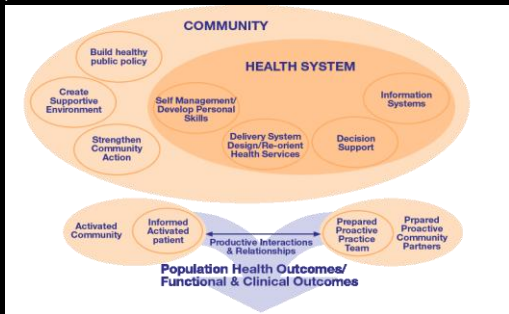 COMMUNITY
Build healthy
public policy
HEALTH SYSTEM
Create
Supportive
Environment
Self Management/
Develop Personal
Skills
Information
Systems
Strengthen
Community
Action
Delivery System
Design/Re-orient
Health Services
Decision
Support
Activated
Community
Informed
Activated
patient
Productive Interactions
& Relationships
Prepared
Proactive
Practice
Team
Prpared
Proactive
Community
Partners
Population Health Outcomes/
Functional & Clinical Outcomes